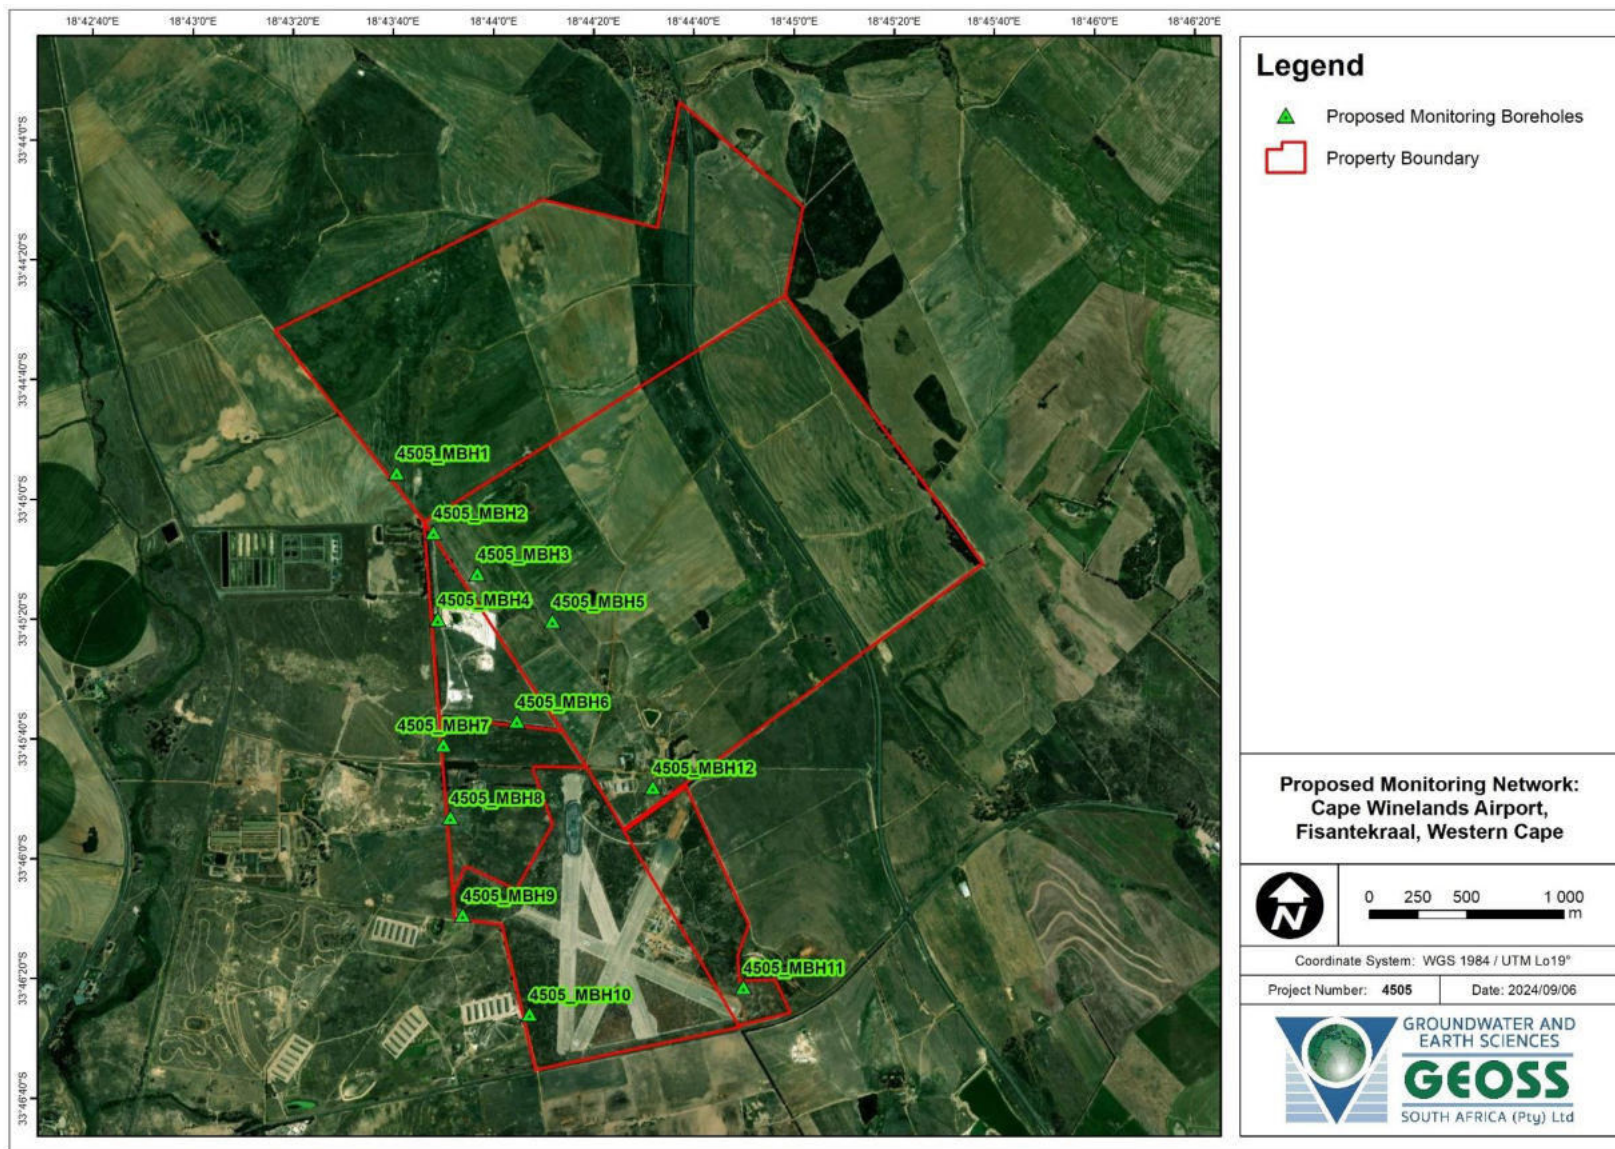 18°42'40"E 18°43'0"E 18°43'20"E 18°43'40"E 18°44'0"E 18°44'20"E 18°44'40"E 18°45'0"E 18°45'20"E 18°45'40"E 18°46'0"E 18°46'20"E
33°44'0"S
33°44'20"S
33°44'40"S
33°45'0"S
33°45'20"S
33°45'40"S
33°46'0"S
33°46'20"S
33°46'40"S
4505_MBH1
4505_MBH2
4505_MBH3
4505_MBH4
4505_MBH5
4505_MBH6
4505_MBH7
4505_MBH12
4505_MBH8
4505_MBH9
4505_MBH11
4505_MBH10
Legend
Proposed Monitoring Boreholes
Property Boundary
Proposed Monitoring Network:
Cape Winelands Airport,
Fisantekraal, Western Cape
N
0 250 500 1 000
m
Coordinate System: WGS 1984 / UTM Lo19°
Project Number: 4505 Date: 2024/09/06
GROUNDWATER AND
EARTH SCIENCES
GEOSS
SOUTH AFRICA (Pty) Ltd